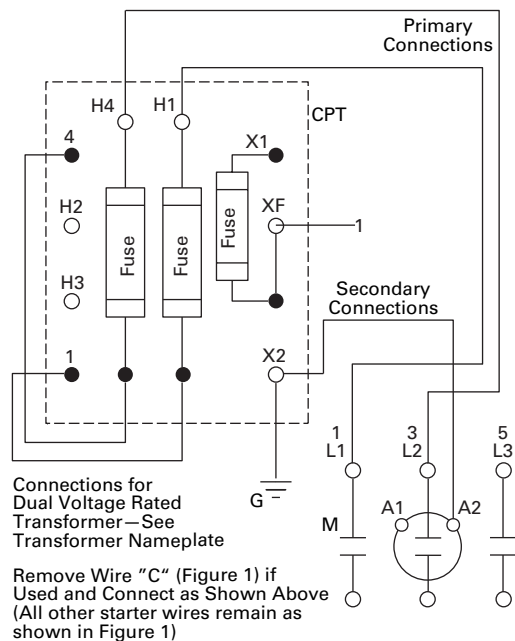 Primary
Connections
H4
H1
CPT
4
X1
H2
Fuse
Fuse
Fuse
XF
1
H3
Secondary
Connections
1
X2
G
1
L1
3
L2
5
L3
M
A1
A2
Connections for
Dual Voltage Rated
Transformer—See
Transformer Nameplate
Remove Wire ″C“ (Figure 1) if
Used and Connect as Shown Above
(All other starter wires remain as
shown in Figure 1)